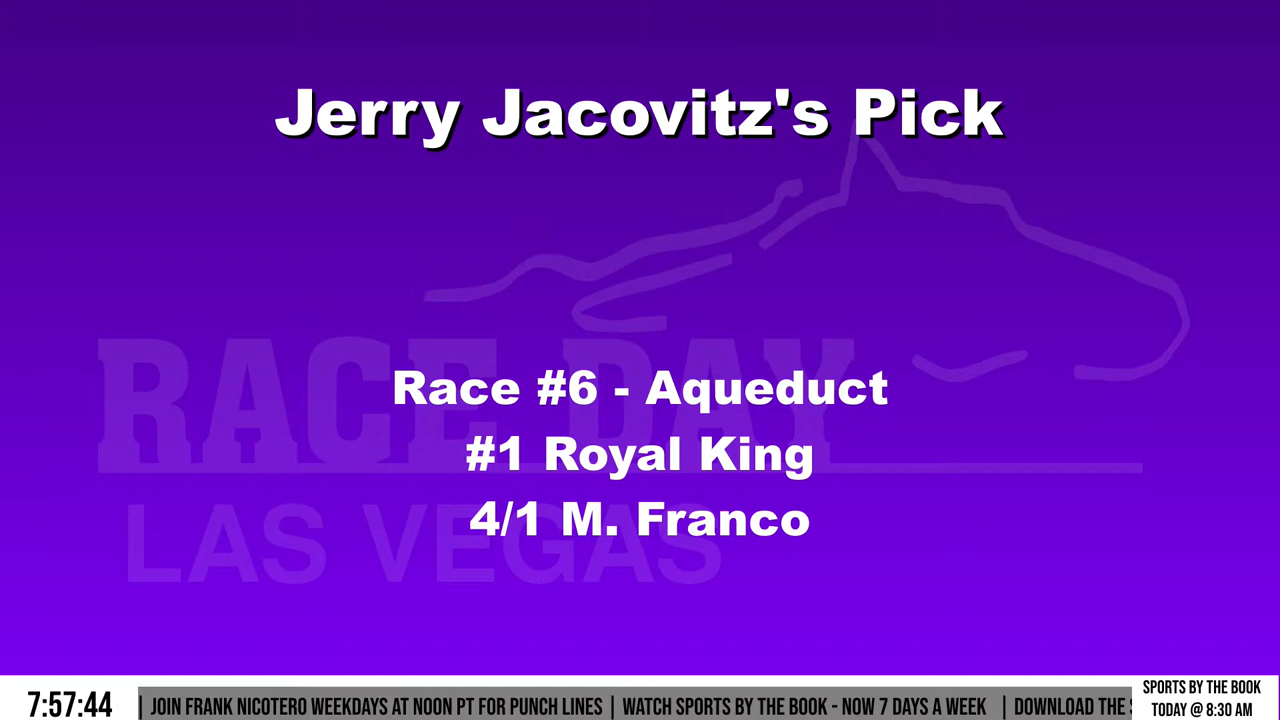 Jerry Jacovitz's Pick
RACE DAY
LAS VEGAS
Race #6 - Aqueduct
#1 Royal King
4/1 M. Franco
7:57:44
| JOIN FRANK NICOTERO WEEKDAYS AT NOON PT FOR PUNCH LINES | WATCH SPORTS BY THE BOOK - NOW 7 DAYS A WEEK | DOWNLOAD THE
SPORTS BY THE BOOK
TODAY @ 8:30 AM